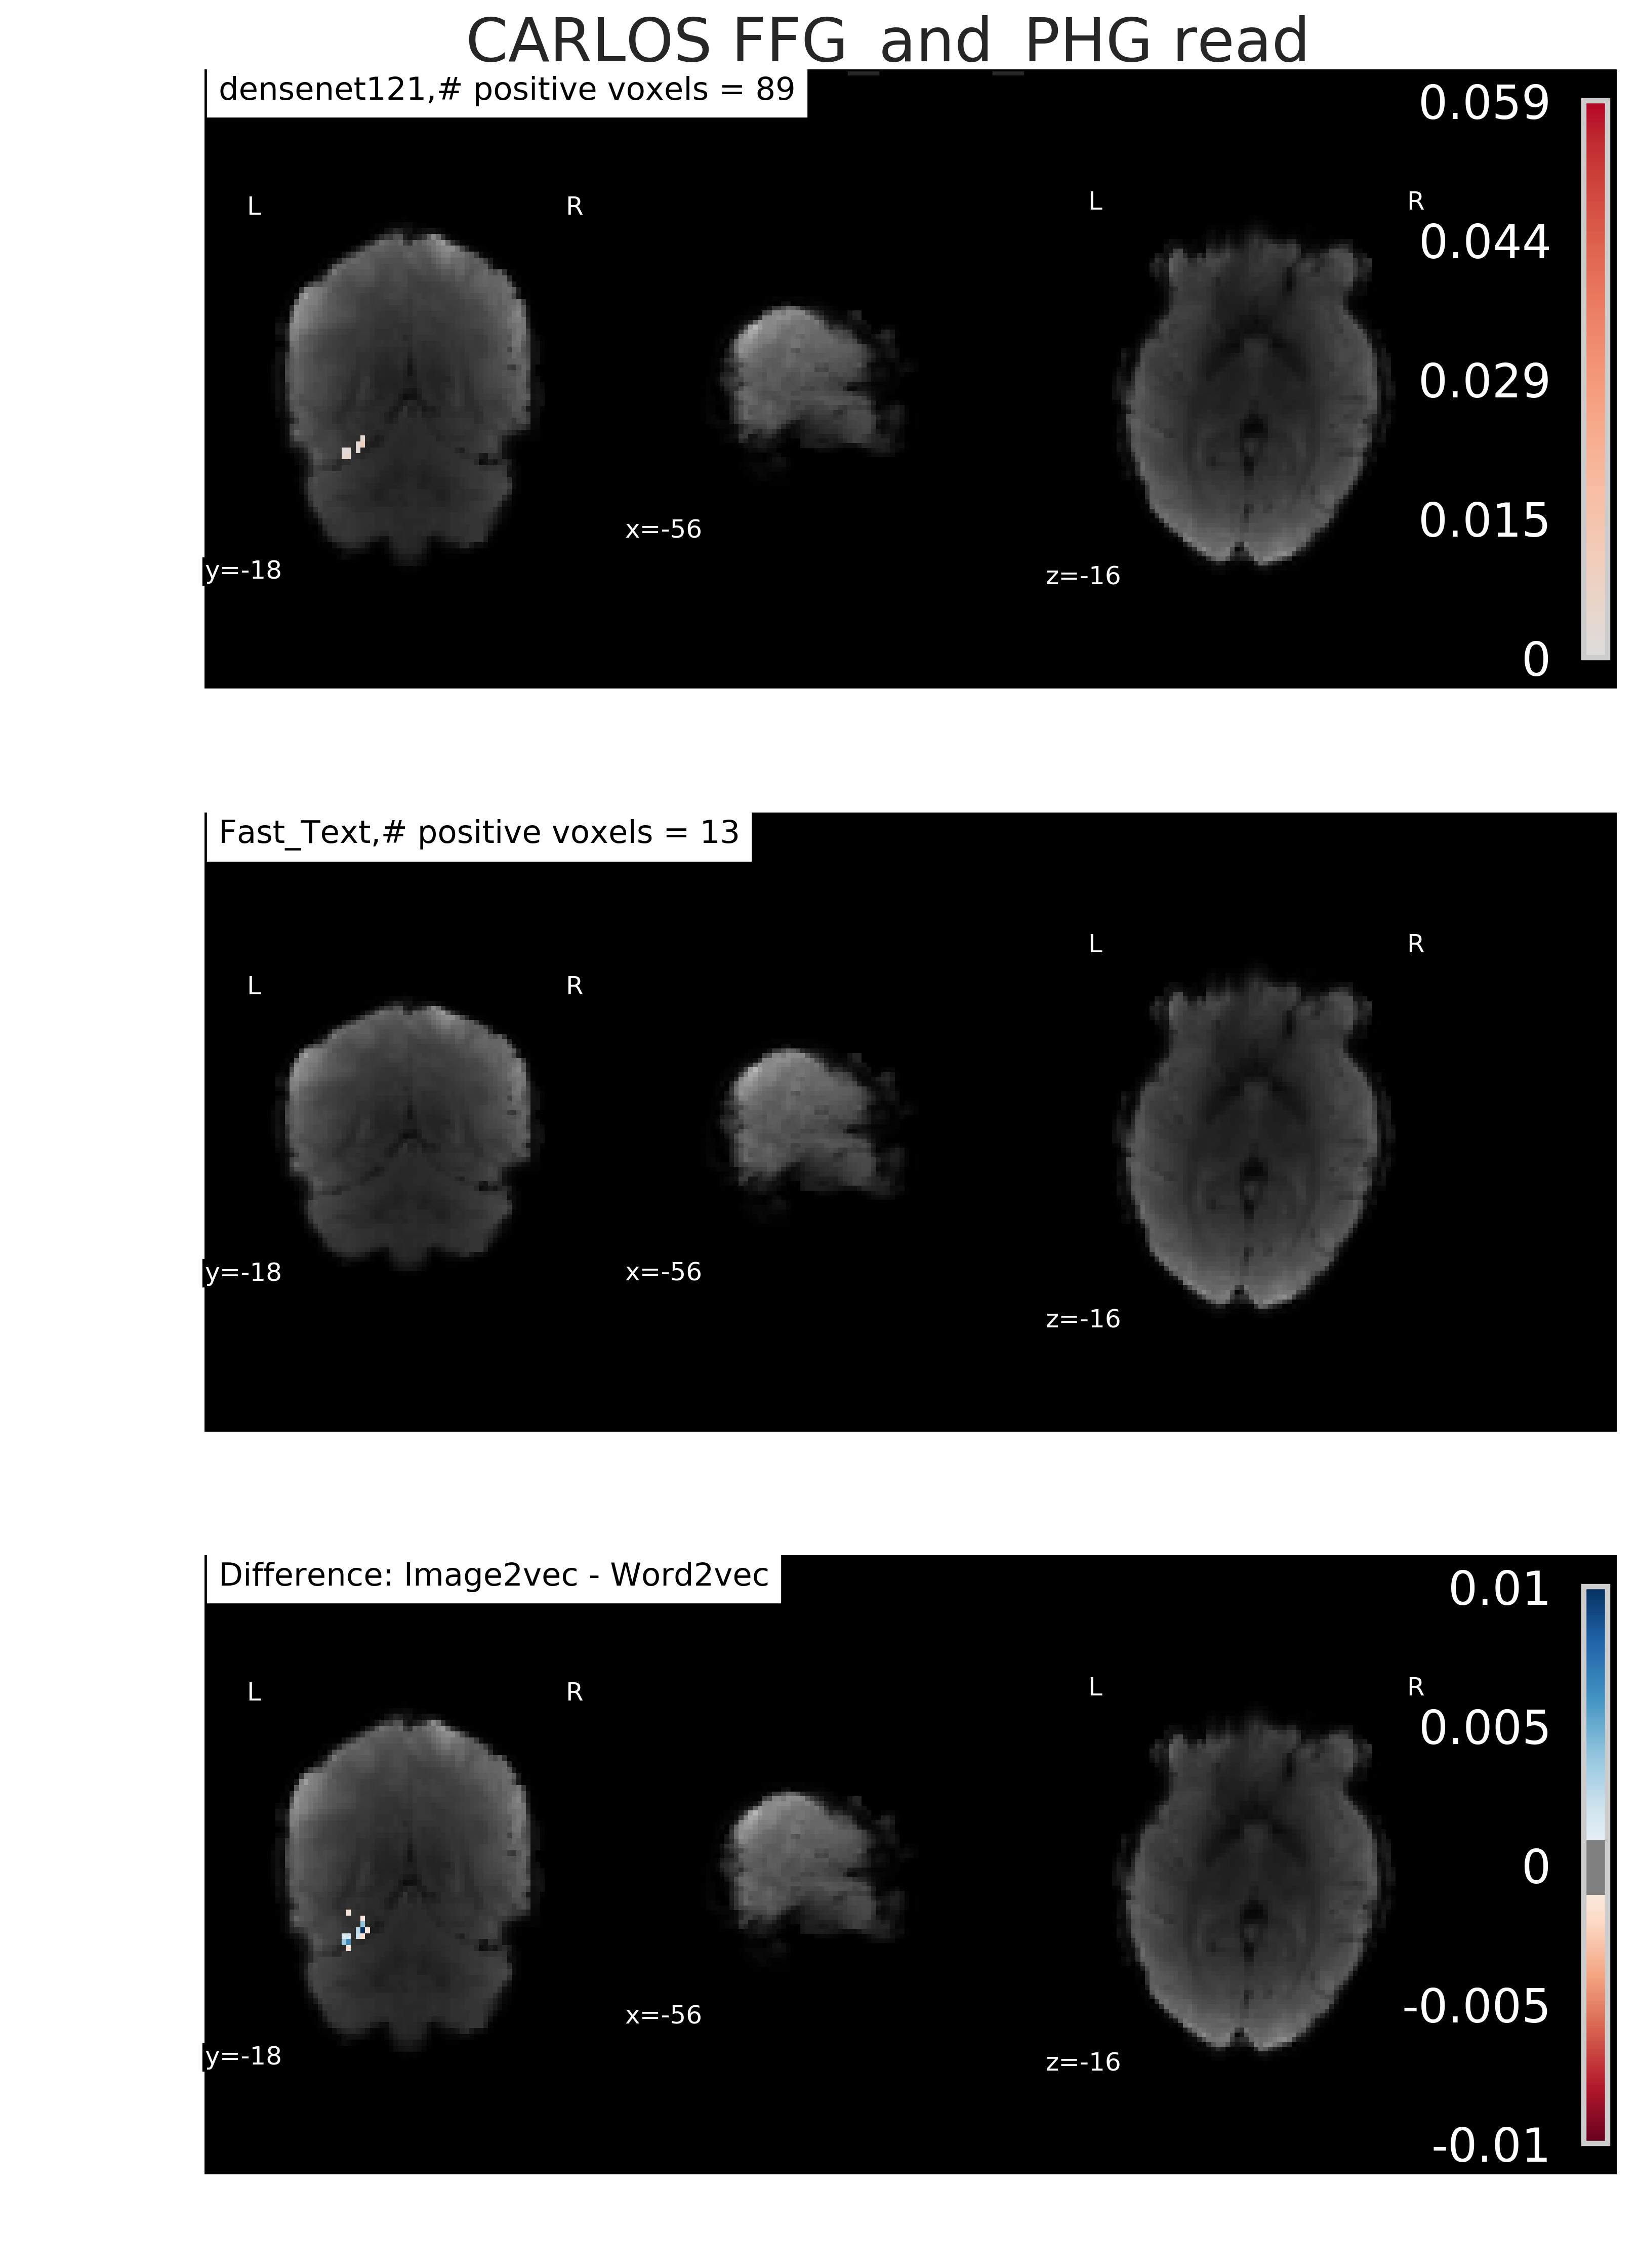 CARLOS FFG_and_PHG read
densenet121,# positive voxels = 89
0.059
L R L R
0.044
0.029
0.015
x=-56
y=-18
z=-16
0
Fast_Text,# positive voxels = 13
L R
L R
y=-18
x=-56
z=-16
Difference: Image2vec - Word2vec
0.01
L R L R
0.005
0
-0.005
x=-56
y=-18
z=-16
-0.01